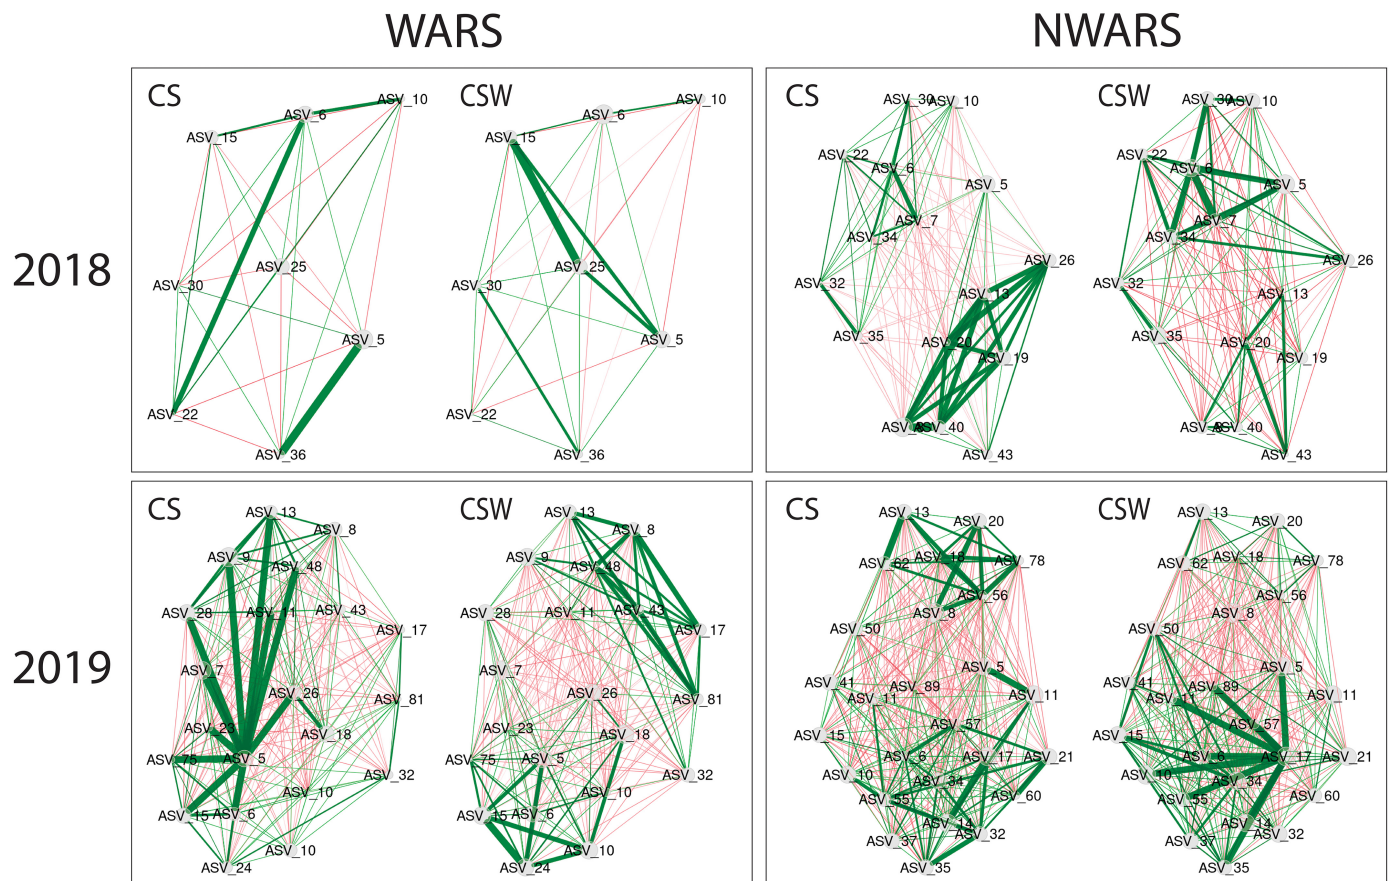 WARS
NWARS
2018
CS
ASV_10
ASV_6
ASV_15
ASV_25
ASV_30
ASV_5
ASV_22
ASV_36
CSW
ASV_10
ASV_6
ASV_15
ASV_25
ASV_30
ASV_5
ASV_22
ASV_36
CS
ASV_30
ASV_10
ASV_22
ASV_6
ASV_5
ASV_7
ASV_34
ASV_26
ASV_32
ASV_13
ASV_35
ASV_20
ASV_19
ASV_8
ASV_40
ASV_43
CSW
ASV_30
ASV_10
ASV_22
ASV_6
ASV_5
ASV_7
ASV_34
ASV_26
ASV_32
ASV_13
ASV_35
ASV_20
ASV_19
ASV_8
ASV_40
ASV_43
2019
CS
ASV_13
ASV_8
ASV_9
ASV_48
ASV_28
ASV_11
ASV_43
ASV_17
ASV_7
ASV_26
ASV_81
ASV_23
ASV_18
ASV_75
ASV_5
ASV_32
ASV_10
ASV_15
ASV_6
ASV_10
ASV_24
CSW
ASV_13
ASV_8
ASV_9
ASV_48
ASV_28
ASV_11
ASV_43
ASV_17
ASV_7
ASV_26
ASV_81
ASV_23
ASV_18
ASV_75
ASV_5
ASV_32
ASV_10
ASV_15
ASV_6
ASV_10
ASV_24
CS
ASV_13
ASV_20
ASV_62
ASV_18
ASV_78
ASV_56
ASV_8
ASV_50
ASV_5
ASV_41
ASV_89
ASV_11
ASV_11
ASV_57
ASV_15
ASV_6
ASV_17
ASV_21
ASV_10
ASV_34
ASV_55
ASV_60
ASV_14
ASV_32
ASV_37
ASV_35
CSW
ASV_13
ASV_20
ASV_62
ASV_18
ASV_78
ASV_56
ASV_8
ASV_50
ASV_5
ASV_41
ASV_89
ASV_11
ASV_11
ASV_57
ASV_15
ASV_6
ASV_17
ASV_21
ASV_10
ASV_34
ASV_55
ASV_60
ASV_14
ASV_32
ASV_37
ASV_35